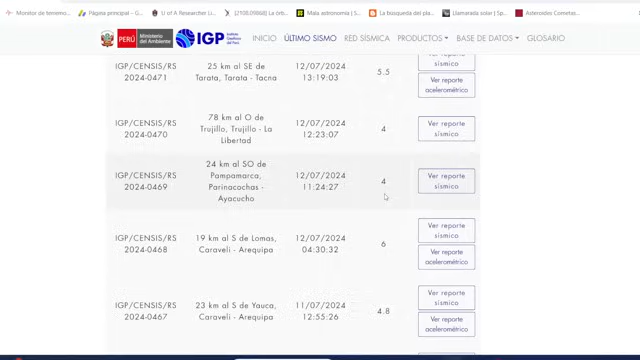 Monitor de terremo...
Página principal – G...
U of A Researcher Li...
[2108.09868] La órb...
Mala astronomía | S...
La busqueda del pla...
Llamarada solar | Sp...
Asteroides Cometas...
PERÚ
Ministerio del Ambiente
IGP
INICIO
ÚLTIMO SISMO
RED SÍSMICA
PRODUCTOS
BASE DE DATOS
GLOSARIO
IGP/CENSIS/RS
2024-0471
25 km al SE de
Tarata, Tarata - Tacna
12/07/2024
13:19:03
5.5
Ver reporte
sísmico
Ver reporte
acelerométrico
IGP/CENSIS/RS
2024-0470
78 km al O de
Trujillo, Trujillo - La
Libertad
12/07/2024
12:23:07
4
Ver reporte
sísmico
IGP/CENSIS/RS
2024-0469
24 km al SO de
Pampamarca,
Parinacochas -
Ayacucho
12/07/2024
11:24:27
4
Ver reporte
sísmico
IGP/CENSIS/RS
2024-0468
19 km al S de Lomas,
Caraveli - Arequipa
12/07/2024
04:30:32
6
Ver reporte
sísmico
Ver reporte
acelerométrico
IGP/CENSIS/RS
2024-0467
23 km al S de Yauca,
Caraveli - Arequipa
11/07/2024
12:55:26
4.8
Ver reporte
sísmico
Ver reporte
acelerométrico